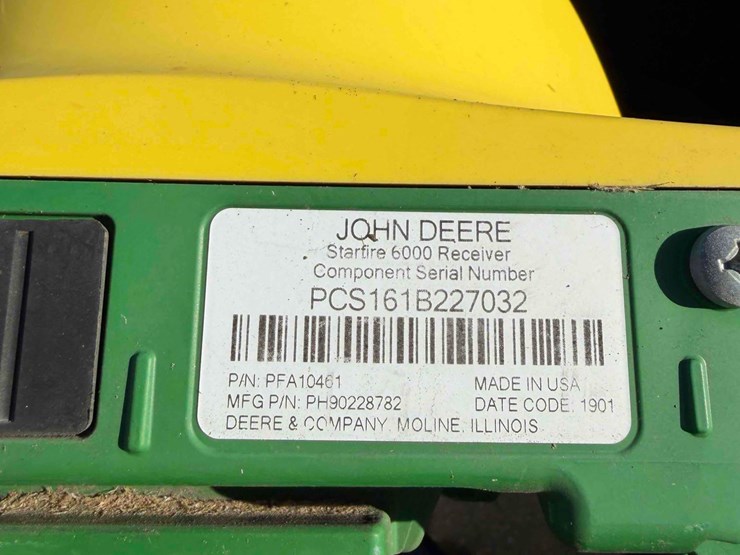 JOHN DEERE
Starfire 6000 Receiver
Component Serial Number
PCS161B227032
P/N: PFA10461 MADE IN USA
MFG P/N: PH90228782 DATE CODE: 1901
DEERE & COMPANY, MOLINE, ILLINOIS